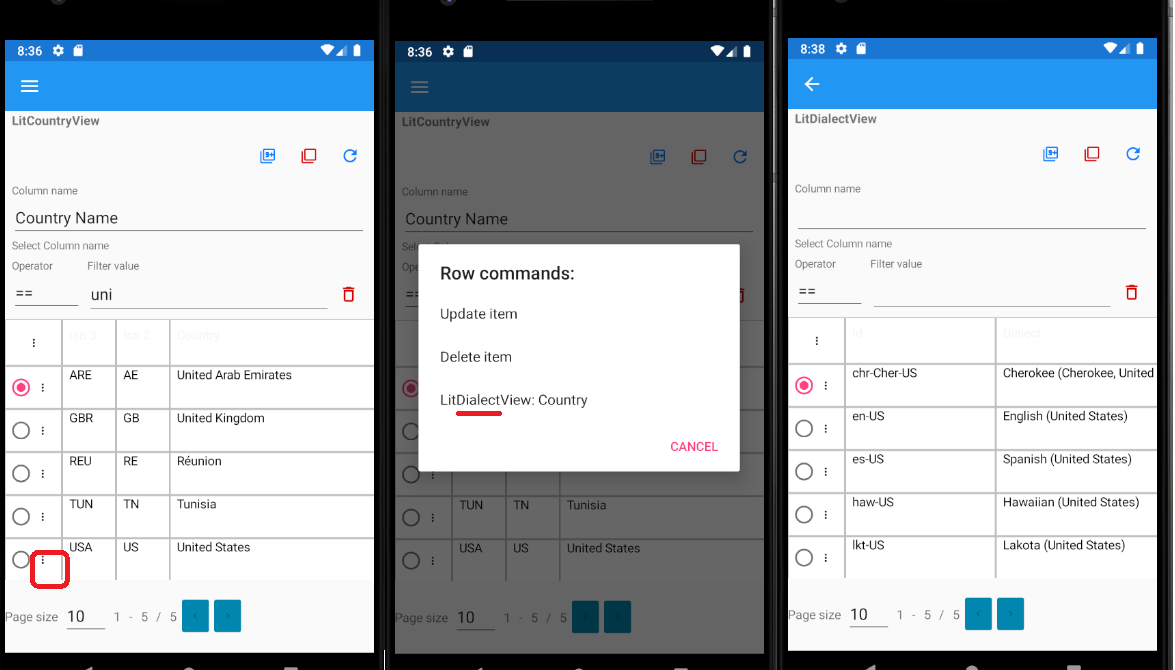 8:36
LitCountryView
9+
Column name
Country Name
Select Column name
Operator Filter value
== uni
Iso 3 Iso 2 Country
ARE AE United Arab Emirates
GBR GB United Kingdom
REU RE Réunion
TUN TN Tunisia
USA US United States
Page size 10 1 - 5 / 5 < >
8:36
LitCountryView
9+
Column name
Country Name
Row commands:
Update item
Delete item
LitDialectView: Country
CANCEL
TUN TN Tunisia
USA US United States
Page size 10 1 - 5 / 5
8:38
LitDialectView
9+
Column name
Select Column name
Operator Filter value
==
Id Dialect
chr-Cher-US Cherokee (Cherokee, United
en-US English (United States)
es-US Spanish (United States)
haw-US Hawaiian (United States)
lkt-US Lakota (United States)
Page size 10 1 - 5 / 5 < >